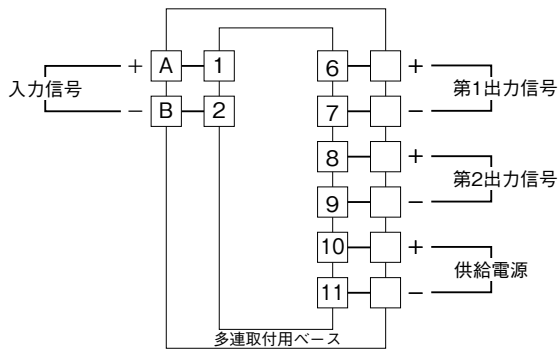 + A 1 6 +
入力信号 第1出力信号
− B 2 7 −
8 +
第2出力信号
9 −
10 +
供給電源
11 −
多連取付用ベース